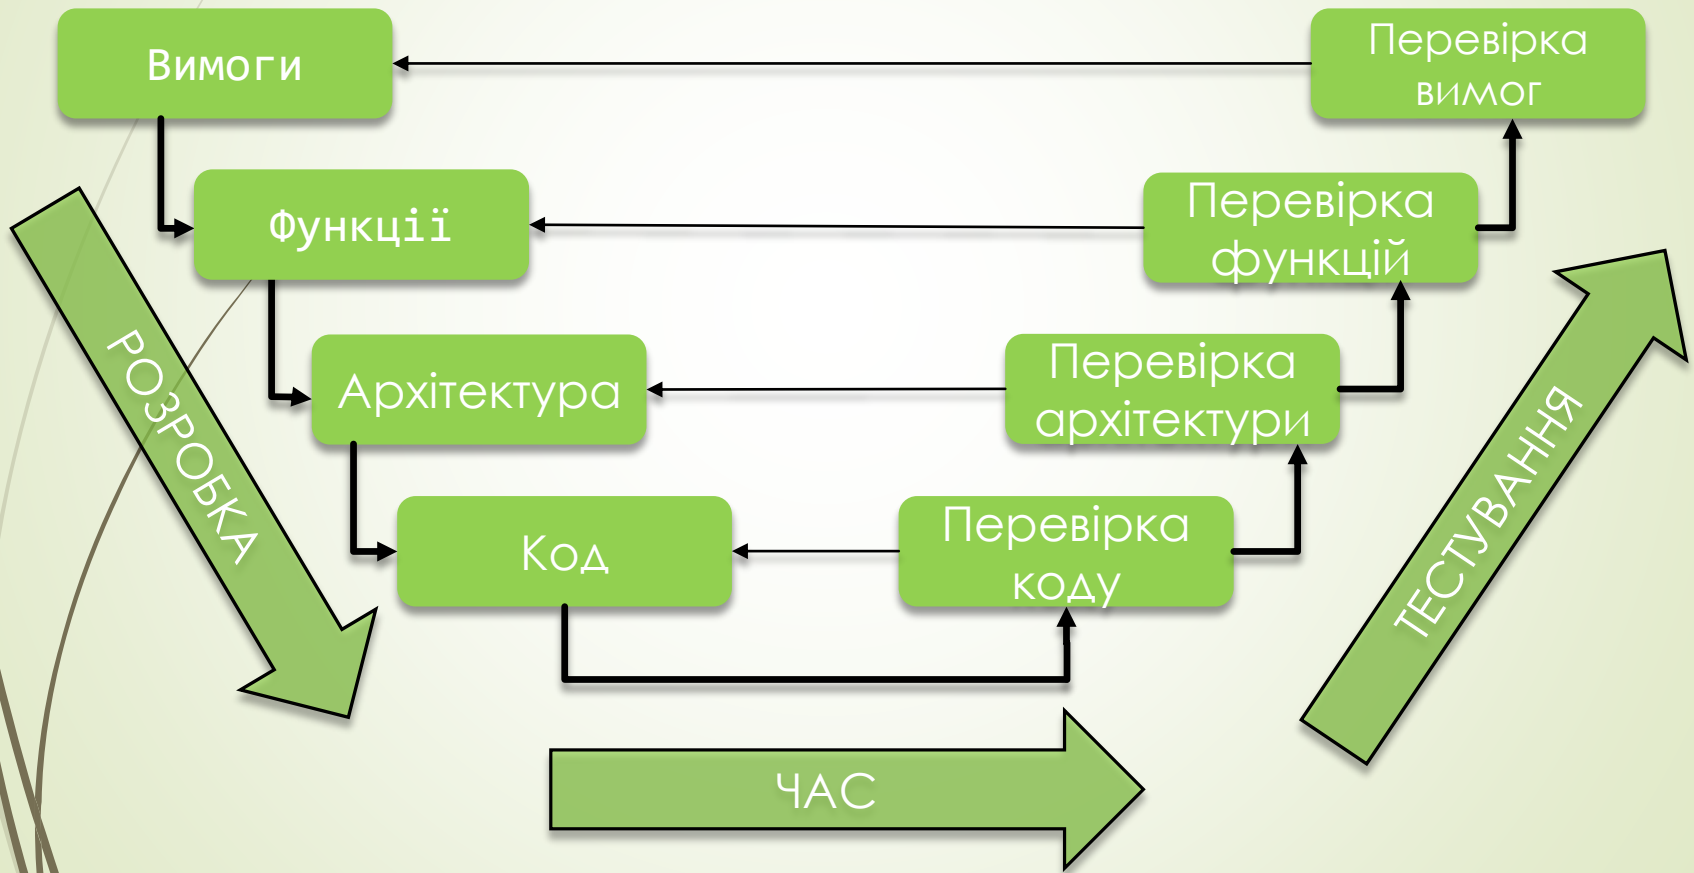 Вимоги
Перевірка
вимог
Функції
Перевірка
функцій
Архітектура
Перевірка
архітектури
Код
Перевірка
коду
РОЗРОБКА
ТЕСТУВАННЯ
ЧАС